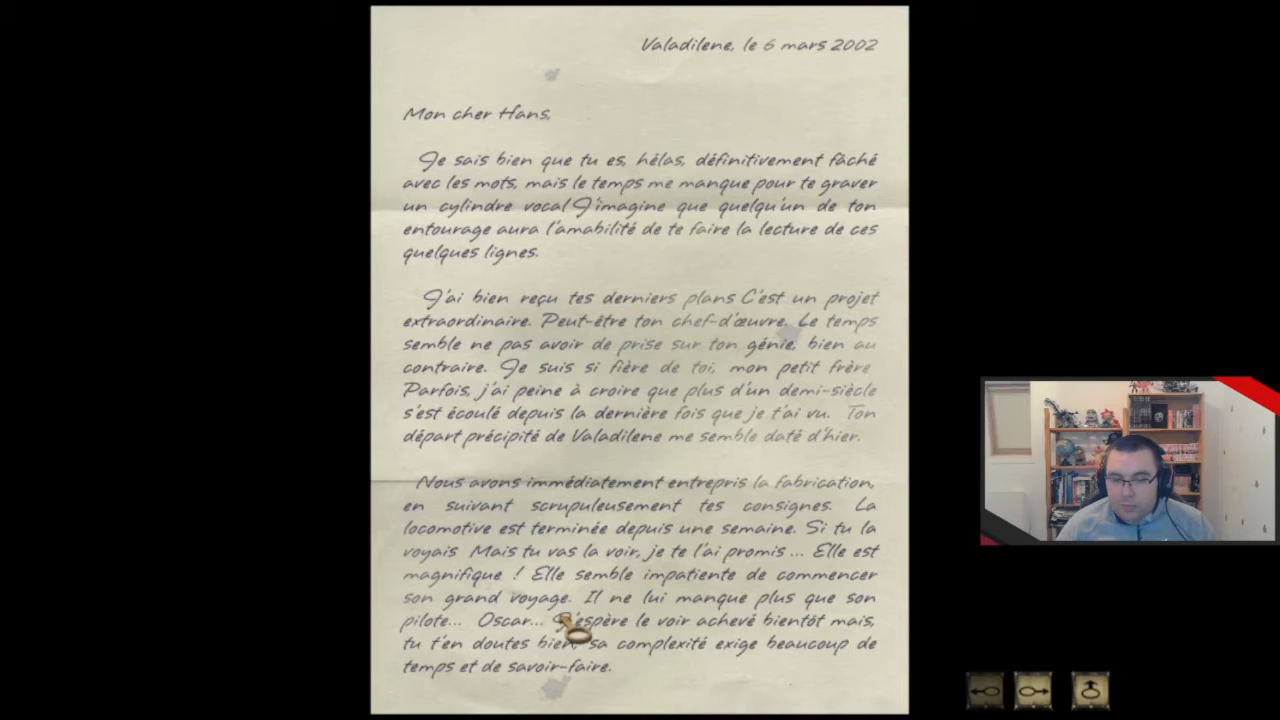 Valadilene, le 6 mars 2002
Mon cher Hans,
Je sais bien que tu es, hélas, définitivement fâché
avec les mots, mais le temps me manque pour te graver
un cylindre vocal J'imagine que quelqu'un de ton
entourage aura l'amabilité de te faire la lecture de ces
quelques lignes.
J'ai bien reçu tes derniers plans C'est un projet
extraordinaire. Peut-être ton chef-d'œuvre. Le temps
semble ne pas avoir de prise sur ton génie, bien au
contraire. Je suis si fière de toi, mon petit frère
Parfois, j'ai peine à croire que plus d'un demi-siècle
s'est écoulé depuis la dernière fois que je t'ai vu. Ton
départ précipité de Valadilene me semble daté d'hier.
Nous avons immédiatement entrepris la fabrication,
en suivant scrupuleusement tes consignes. La
locomotive est terminée depuis une semaine. Si tu la
voyais Mais tu vas la voir, je te l'ai promis ... Elle est
magnifique ! Elle semble impatiente de commencer
son grand voyage. Il ne lui manque plus que son
pilote... Oscar... J'espère le voir achevé bientôt mais,
tu t'en doutes bien, sa complexité exige beaucoup de
temps et de savoir-faire.